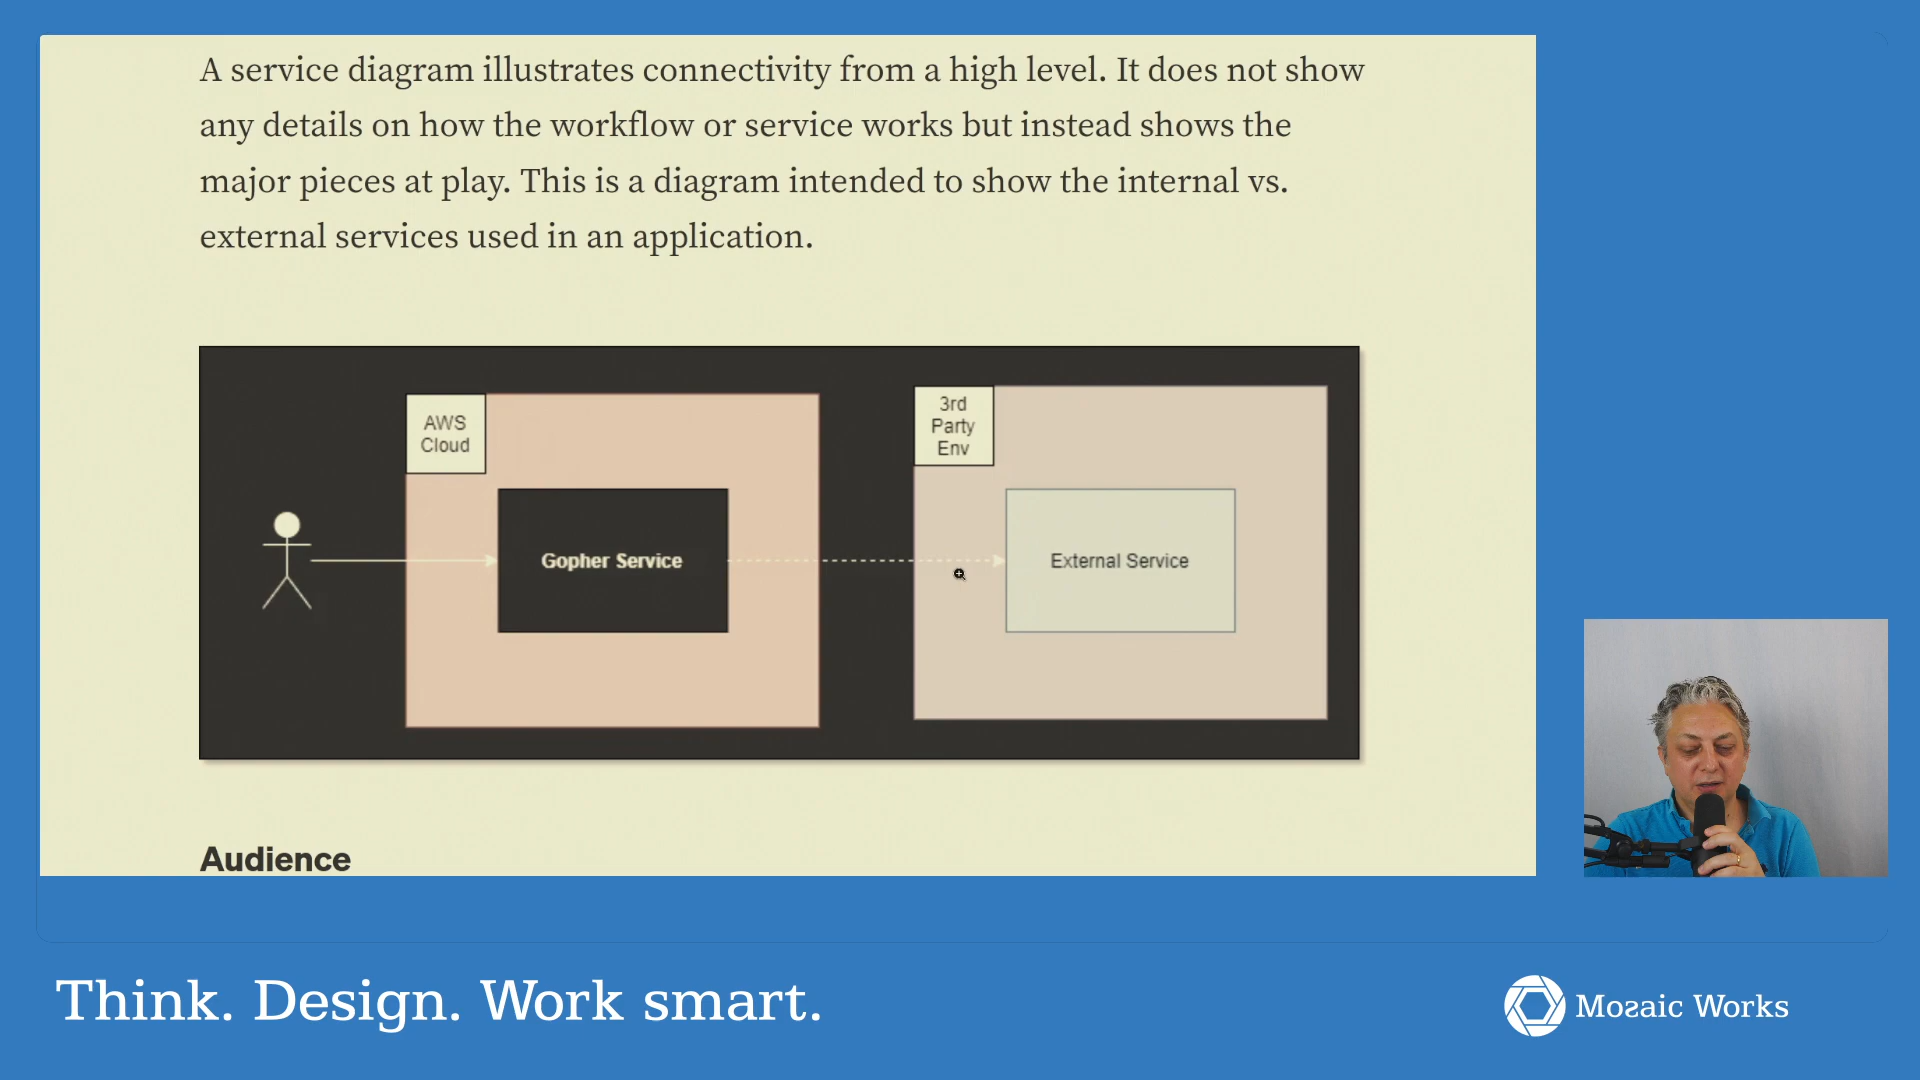 A service diagram illustrates connectivity from a high level. It does not show
any details on how the workflow or service works but instead shows the
major pieces at play. This is a diagram intended to show the internal vs.
external services used in an application.
AWS
Cloud
3rd
Party
Env
Gopher Service
External Service
Audience
Think. Design. Work smart.
Mozaic Works